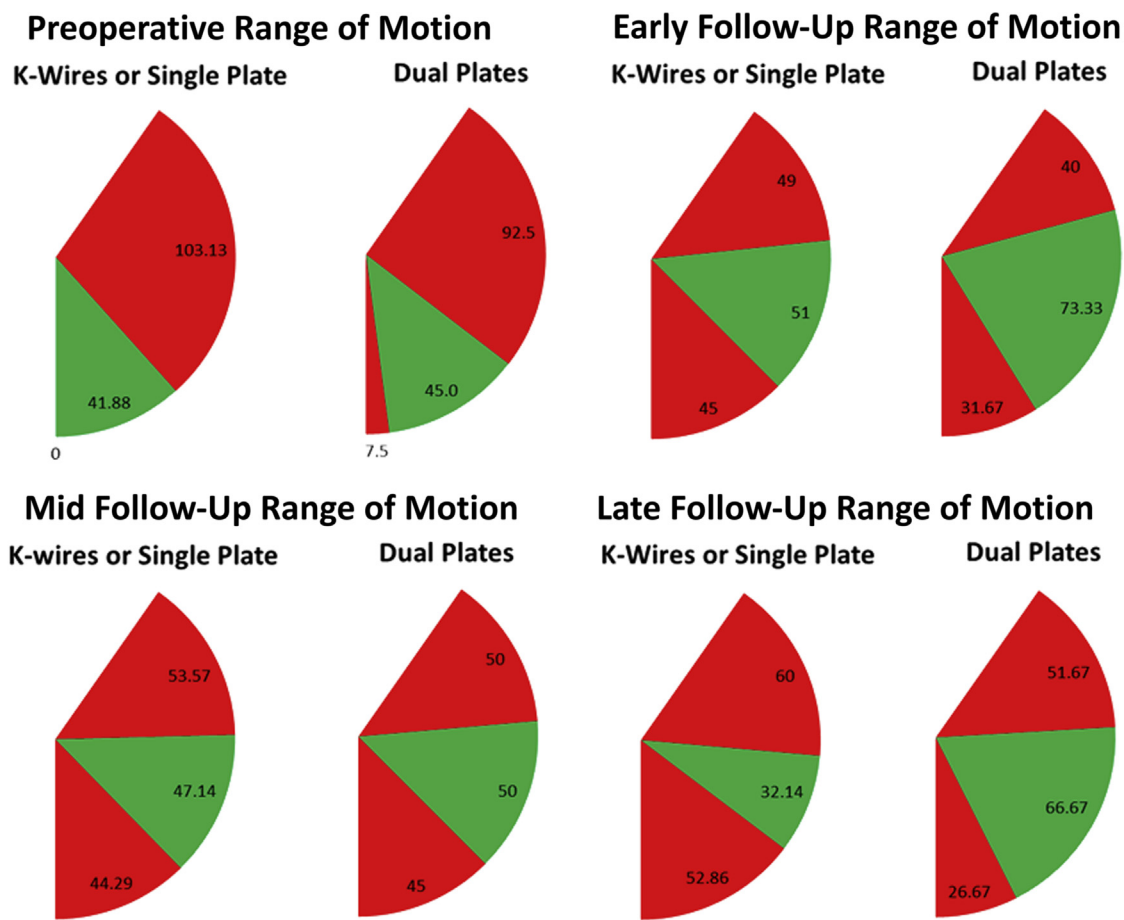 Preoperative Range of Motion
K-Wires or Single Plate
Dual Plates
103.13
41.88
0
92.5
45.0
7.5
Early Follow-Up Range of Motion
K-Wires or Single Plate
Dual Plates
49
51
45
40
73.33
31.67
Mid Follow-Up Range of Motion
K-wires or Single Plate
Dual Plates
53.57
47.14
44.29
50
50
45
Late Follow-Up Range of Motion
K-Wires or Single Plate
Dual Plates
60
32.14
52.86
51.67
66.67
26.67